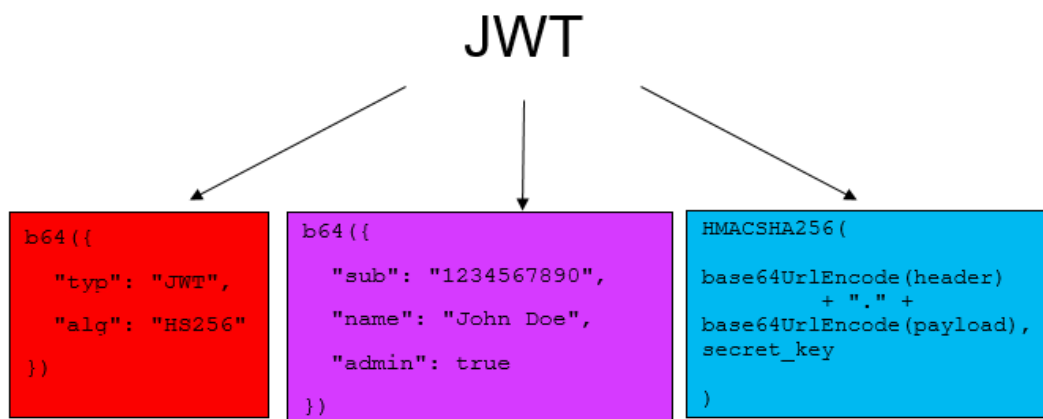 JWT
b64({
"typ": "JWT",
"alg": "HS256"
})
b64({
"sub": "1234567890",
"name": "John Doe",
"admin": true
})
HMACSHA256(
base64UrlEncode(header)
+ "." +
base64UrlEncode(payload),
secret_key
)